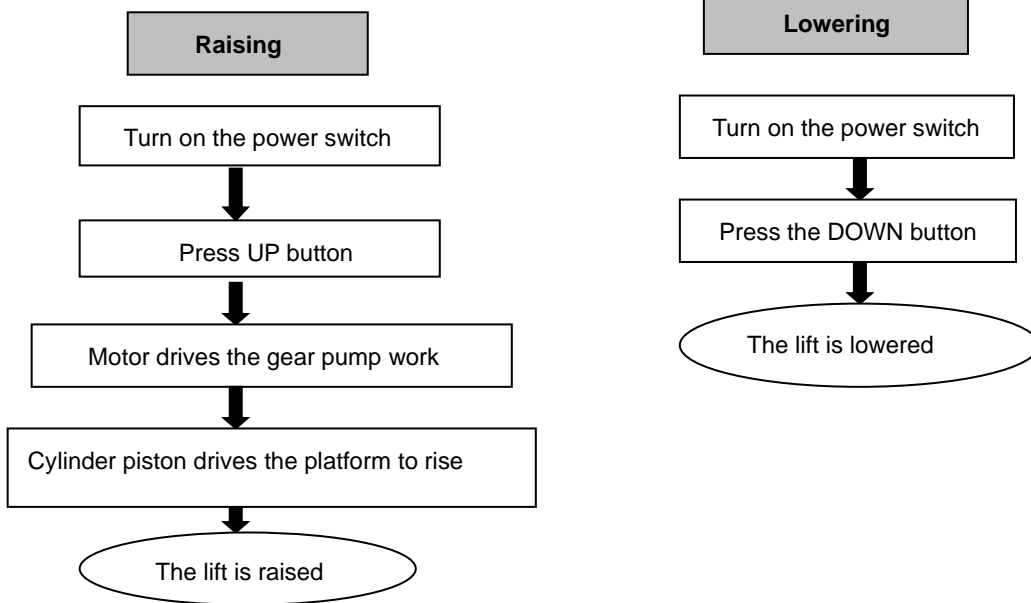 Raising
Turn on the power switch
Press UP button
Motor drives the gear pump work
Cylinder piston drives the platform to rise
The lift is raised
Lowering
Turn on the power switch
Press the DOWN button
The lift is lowered